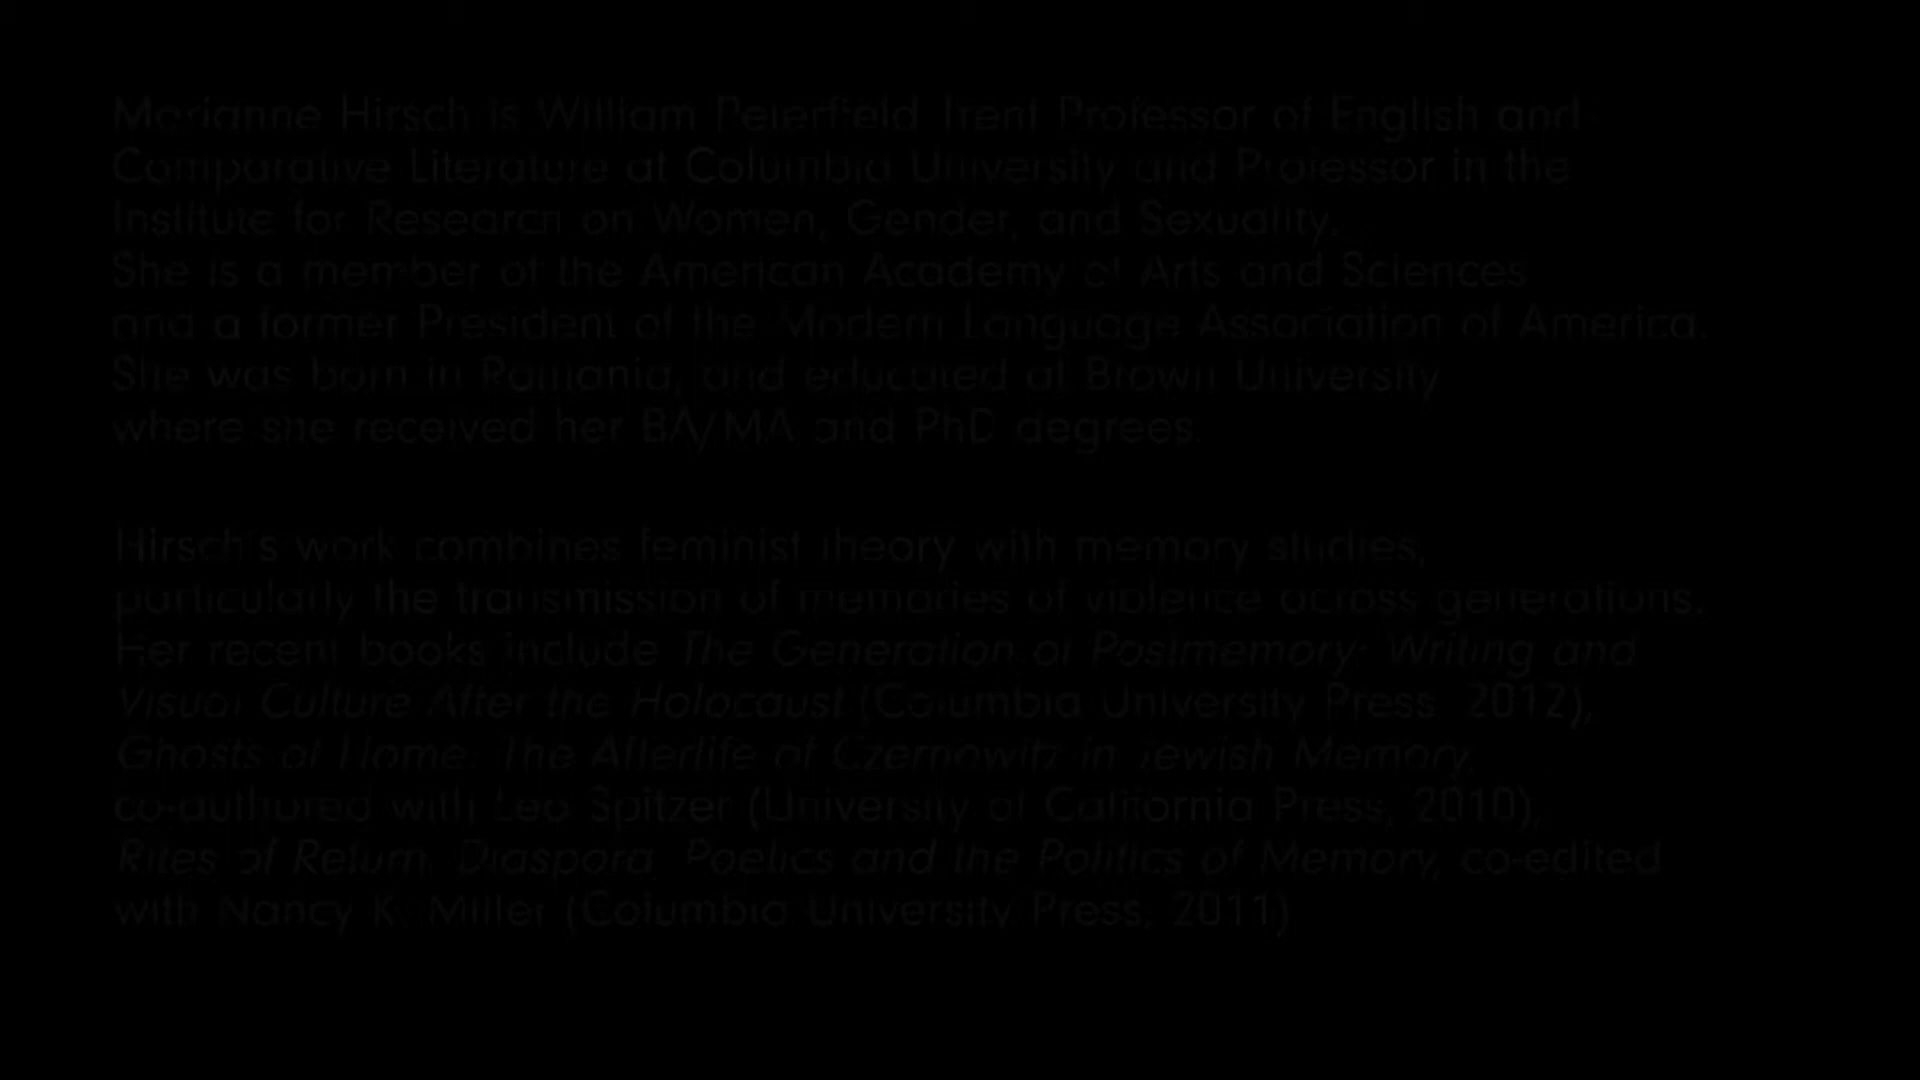 Marianne Hirsch is William Peterfield Trent Professor of English and
Comparative Literature at Columbia University and Professor in the
Institute for Research on Women, Gender, and Sexuality.
She is a member of the American Academy of Arts and Sciences
and a former President of the Modern Language Association of America.
She was born in Romania, and educated at Brown University
where she received her BA/MA and PhD degrees.
Hirsch's work combines feminist theory with memory studies,
particularly the transmission of memories of violence across generations.
Her recent books include The Generation of Postmemory: Writing and
Visual Culture After the Holocaust (Columbia University Press, 2012),
Ghosts of Home: The Afterlife of Czernowitz in Jewish Memory,
co-authored with Leo Spitzer (University of California Press, 2010),
Rites of Return: Diaspora, Poetics and the Politics of Memory, co-edited
with Nancy K. Miller (Columbia University Press, 2011)